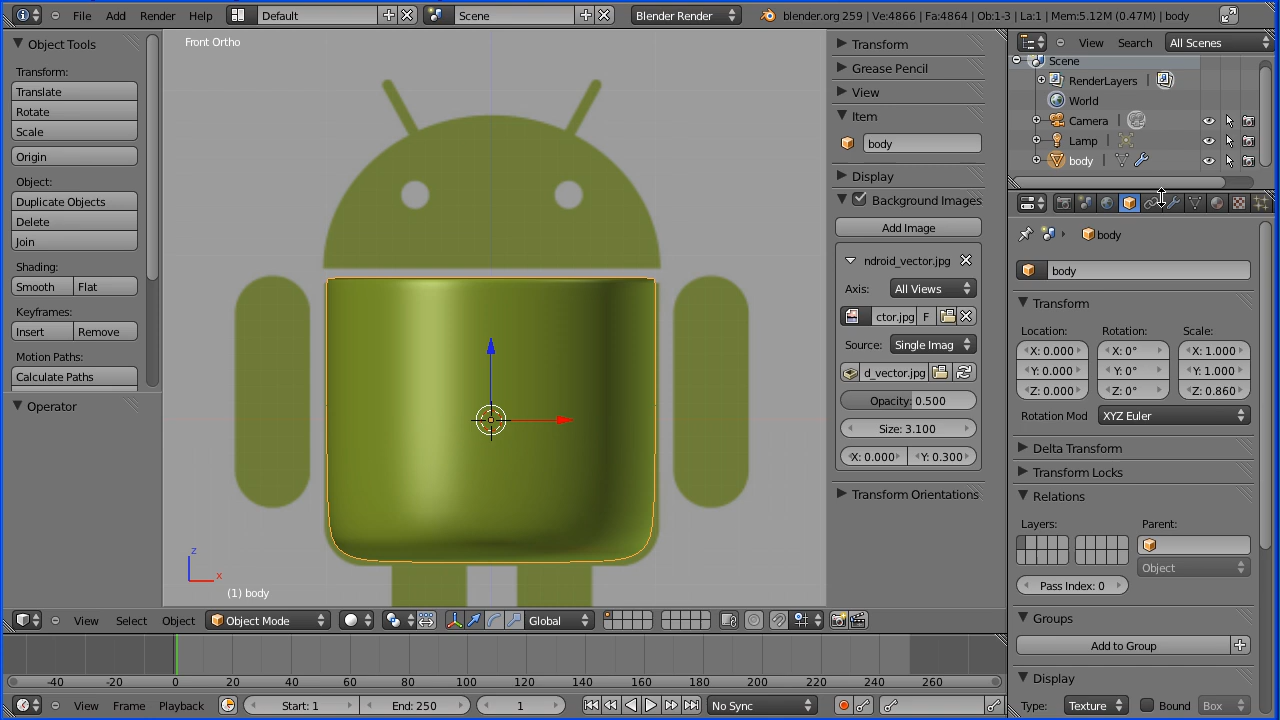 File Add Render Help Default Scene Blender Render blender.org 259 | Ve:4866 | Fa:4864 | Ob:1-3 | La:1 | Mem:5.12M (0.47M) | body
Object Tools
Transform:
Translate
Rotate
Scale
Origin
Object:
Duplicate Objects
Delete
Join
Shading:
Smooth Flat
Keyframes:
Insert Remove
Motion Paths:
Calculate Paths
Operator
Front Ortho
z
x
(1) body
Transform
Grease Pencil
View
Item
body
Display
Background Images
Add Image
ndroid_vector.jpg
Axis: All Views
ctor.jpg F
Source: Single Imag
d_vector.jpg
Opacity: 0.500
Size: 3.100
X: 0.000 Y: 0.300
Transform Orientations
View Search All Scenes
Scene
RenderLayers
World
Camera
Lamp
body
body
body
Transform
Location: Rotation: Scale:
X: 0.000 X: 0° X: 1.000
Y: 0.000 Y: 0° Y: 1.000
Z: 0.000 Z: 0° Z: 0.860
Rotation Mod XYZ Euler
Delta Transform
Transform Locks
Relations
Layers: Parent:
Object
Pass Index: 0
Groups
Add to Group
Display
Type: Texture Bound Box
View Select Object Object Mode Global
-40 -20 0 20 40 60 80 100 120 140 160 180 200 220 240 260
View Frame Playback Start: 1 End: 250 1 No Sync